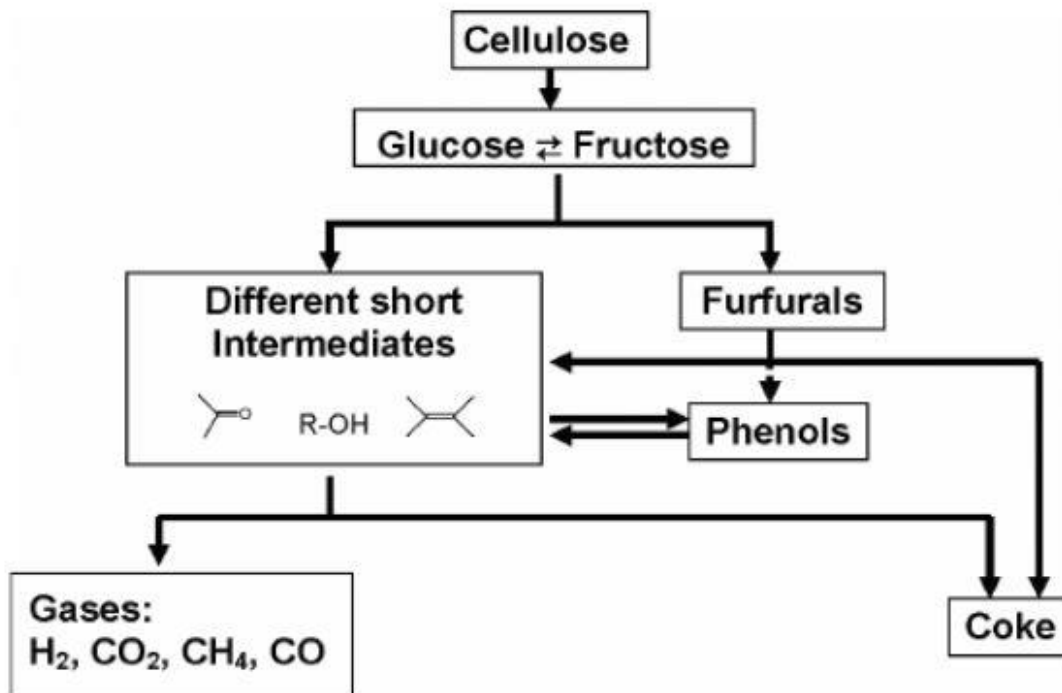 Cellulose
Glucose ⇄ Fructose
Different short
Intermediates
O
R-OH
Furfurals
Phenols
Gases:
H₂, CO₂, CH₄, CO
Coke